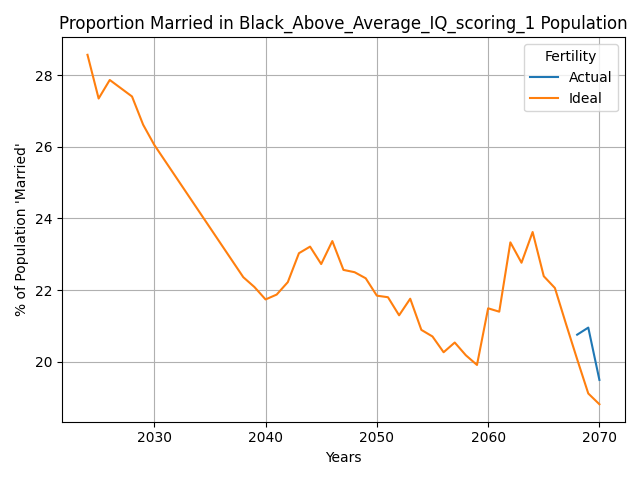 Proportion Married in Black_Above_Average_IQ_scoring_1 Population
Fertility
Actual
Ideal
% of Population 'Married'
28
26
24
22
20
2030
2040
2050
2060
2070
Years